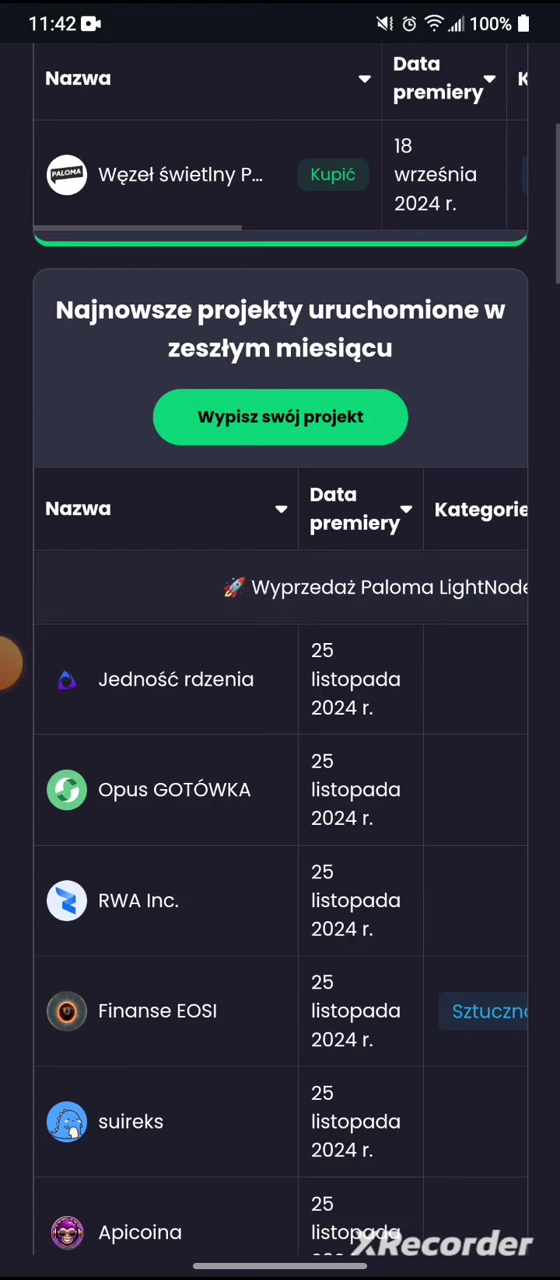 11:42
100%
Nazwa
Data
premiery
K
PALOMA
Węzeł świetlny P...
Kupić
18
września
2024 r.
Najnowsze projekty uruchomione w
zeszłym miesiącu
Wypisz swój projekt
Nazwa
Data
premiery
Kategorie
🚀 Wyprzedaż Paloma LightNode
Jedność rdzenia
25
listopada
2024 r.
Opus GOTÓWKA
25
listopada
2024 r.
RWA Inc.
25
listopada
2024 r.
Finanse EOSI
25
listopada
2024 r.
Sztuczn
suireks
25
listopada
2024 r.
Apicoina
25
listopada
XRecorder